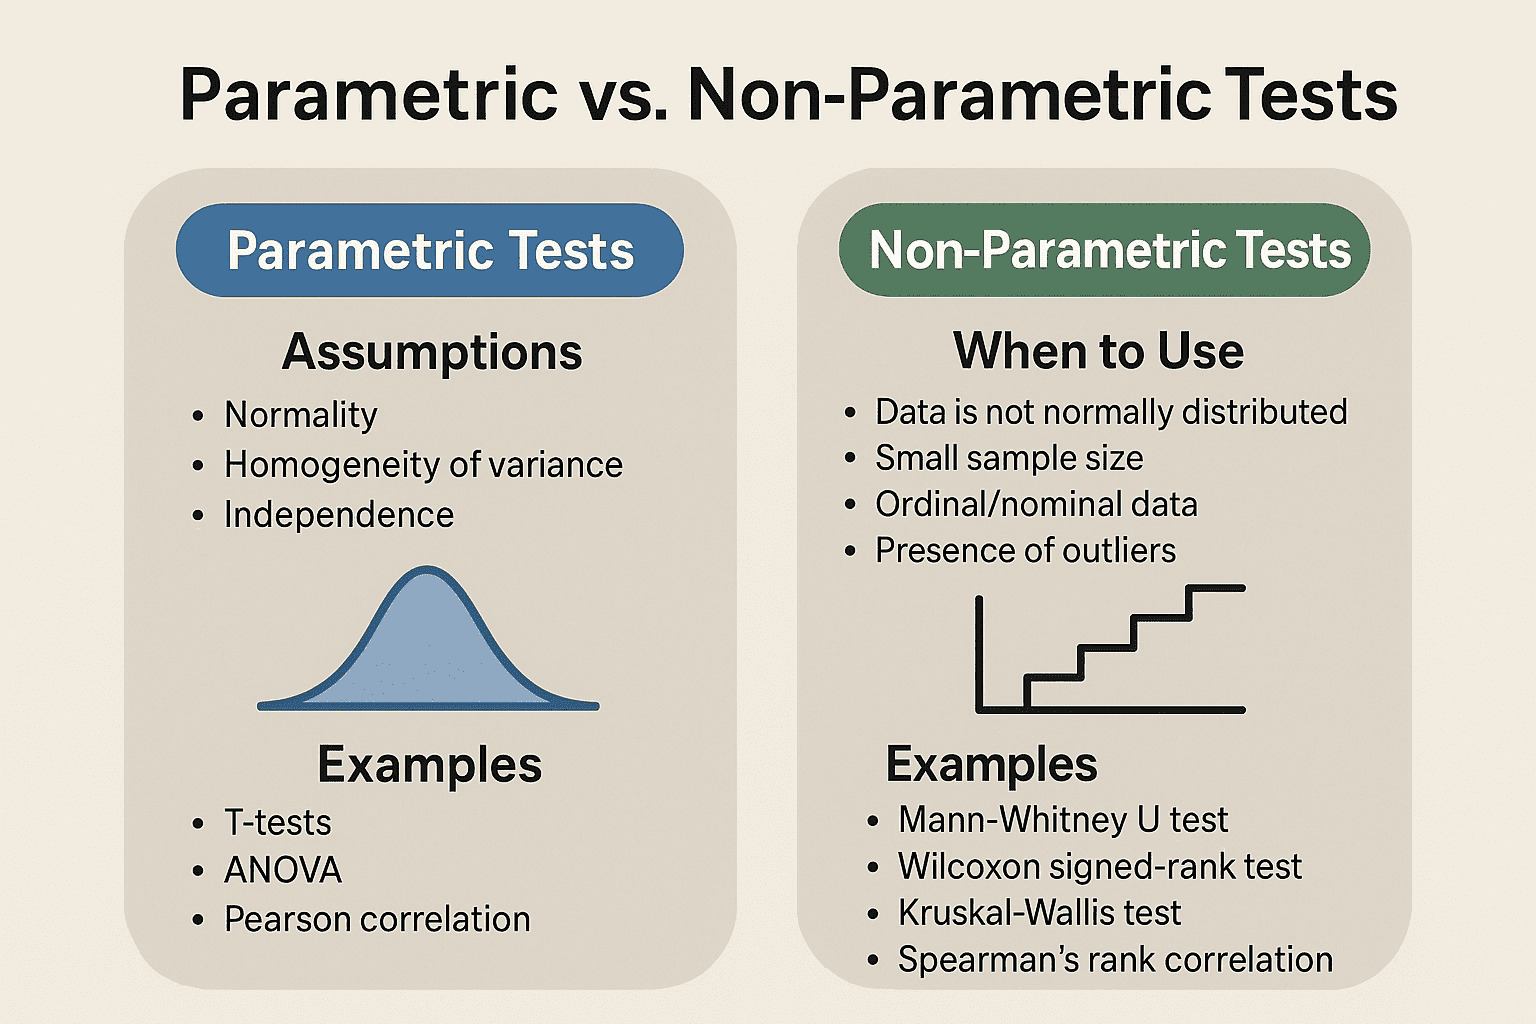 Parametric vs. Non-Parametric Tests
Parametric Tests
Assumptions
• Normality
• Homogeneity of variance
• Independence
Examples
• T-tests
• ANOVA
• Pearson correlation
Non-Parametric Tests
When to Use
• Data is not normally distributed
• Small sample size
• Ordinal/nominal data
• Presence of outliers
Examples
• Mann-Whitney U test
• Wilcoxon signed-rank test
• Kruskal-Wallis test
• Spearman’s rank correlation